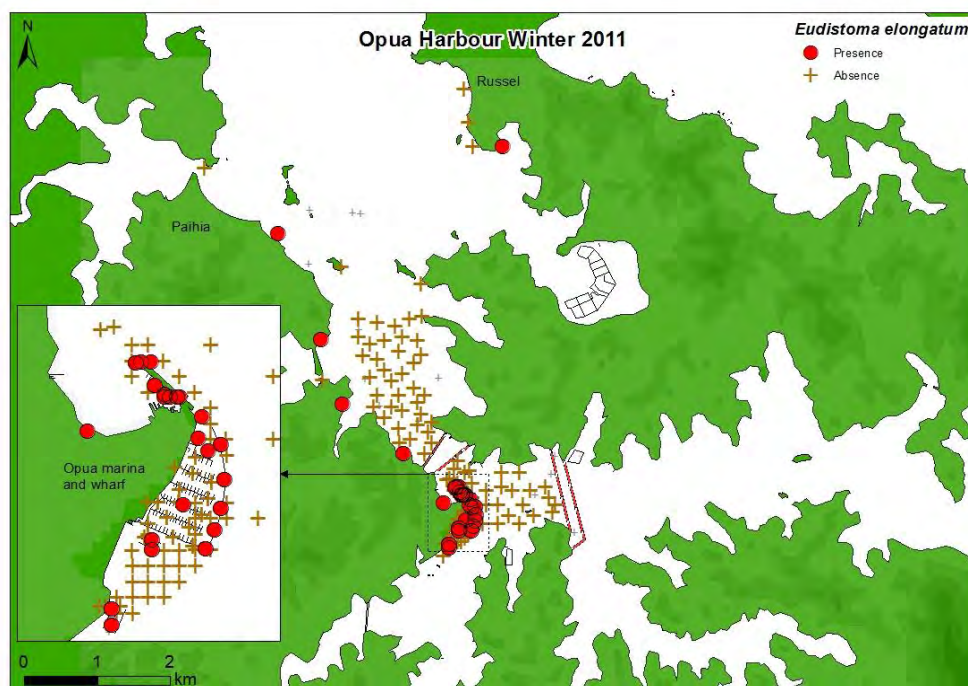 N
Opua Harbour Winter 2011
Eudistoma elongatum
Presence
Absence
Russel
Paihia
Opua marina
and wharf
0 1 2
km